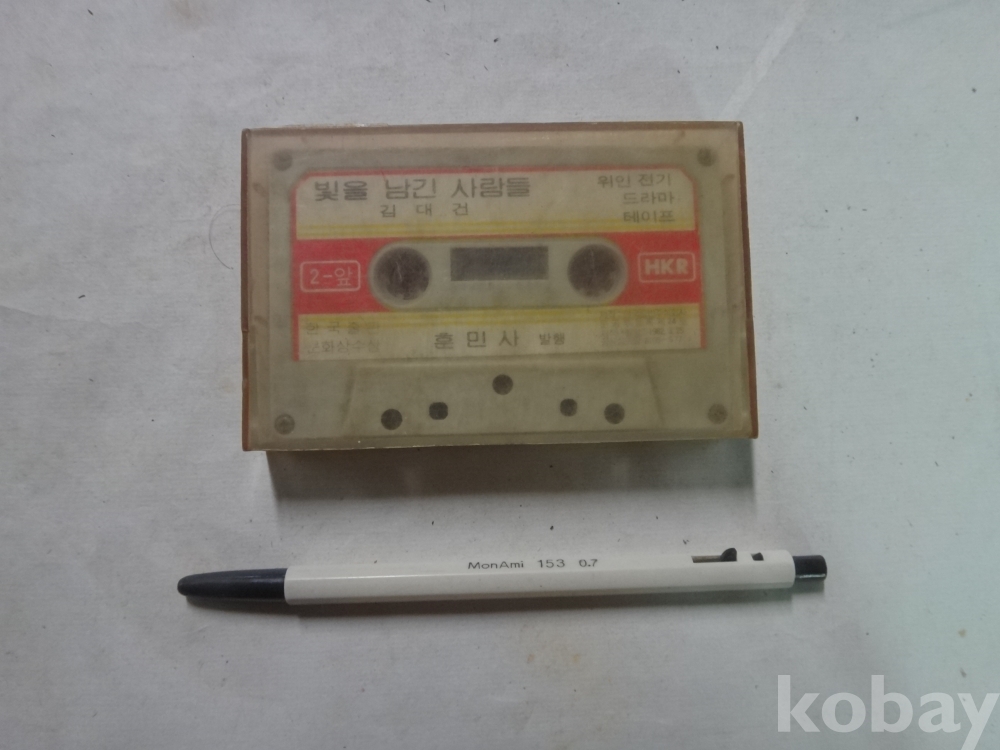 빛을 남긴 사람들
김 대 건
위인 전기
드라마
테이프
2-앞
HKR
훈 민 사 발행
MonAmi 153 0.7
kobay